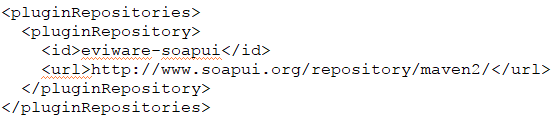 <pluginRepositories>
<pluginRepository>
<id>eviware-soapui</id>
<url>http://www.soapui.org/repository/maven2/</url>
</pluginRepository>
</pluginRepositories>